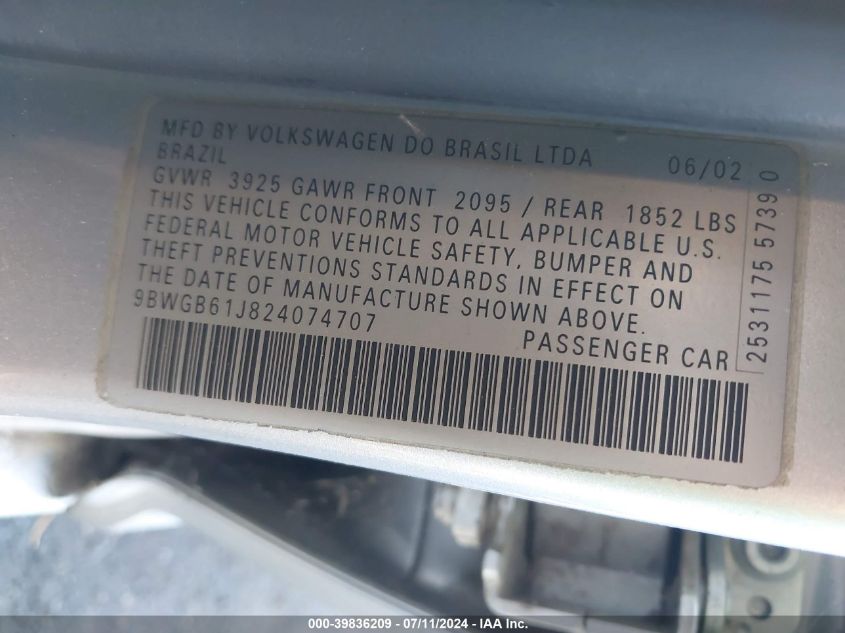 MFD BY VOLKSWAGEN DO BRASIL LTDA 06/02
BRAZIL
GVWR 3925 GAWR FRONT 2095 / REAR 1852 LBS
THIS VEHICLE CONFORMS TO ALL APPLICABLE U.S.
FEDERAL MOTOR VEHICLE SAFETY, BUMPER AND
THEFT PREVENTIONS STANDARDS IN EFFECT ON
THE DATE OF MANUFACTURE SHOWN ABOVE.
9BWGB61J824074707
PASSENGER CAR
2531175 57390
000-39836209 - 07/11/2024 - IAA Inc.